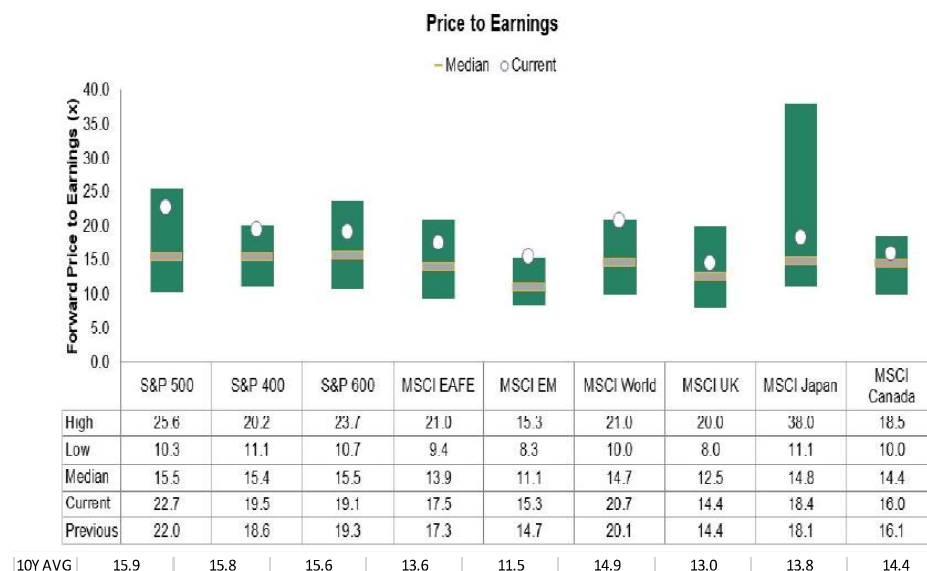 Price to Earnings
Median Current
Forward Price to Earnings (x)
40.0
35.0
30.0
25.0
20.0
15.0
10.0
5.0
0.0
S&P 500 S&P 400 S&P 600 MSCI EAFE MSCI EM MSCI World MSCI UK MSCI Japan MSCI Canada
High 25.6 20.2 23.7 21.0 15.3 21.0 20.0 38.0 18.5
Low 10.3 11.1 10.7 9.4 8.3 10.0 8.0 11.1 10.0
Median 15.5 15.4 15.5 13.9 11.1 14.7 12.5 14.8 14.4
Current 22.7 19.5 19.1 17.5 15.3 20.7 14.4 18.4 16.0
Previous 22.0 18.6 19.3 17.3 14.7 20.1 14.4 18.1 16.1
10Y AVG 15.9 15.8 15.6 13.6 11.5 14.9 13.0 13.8 14.4